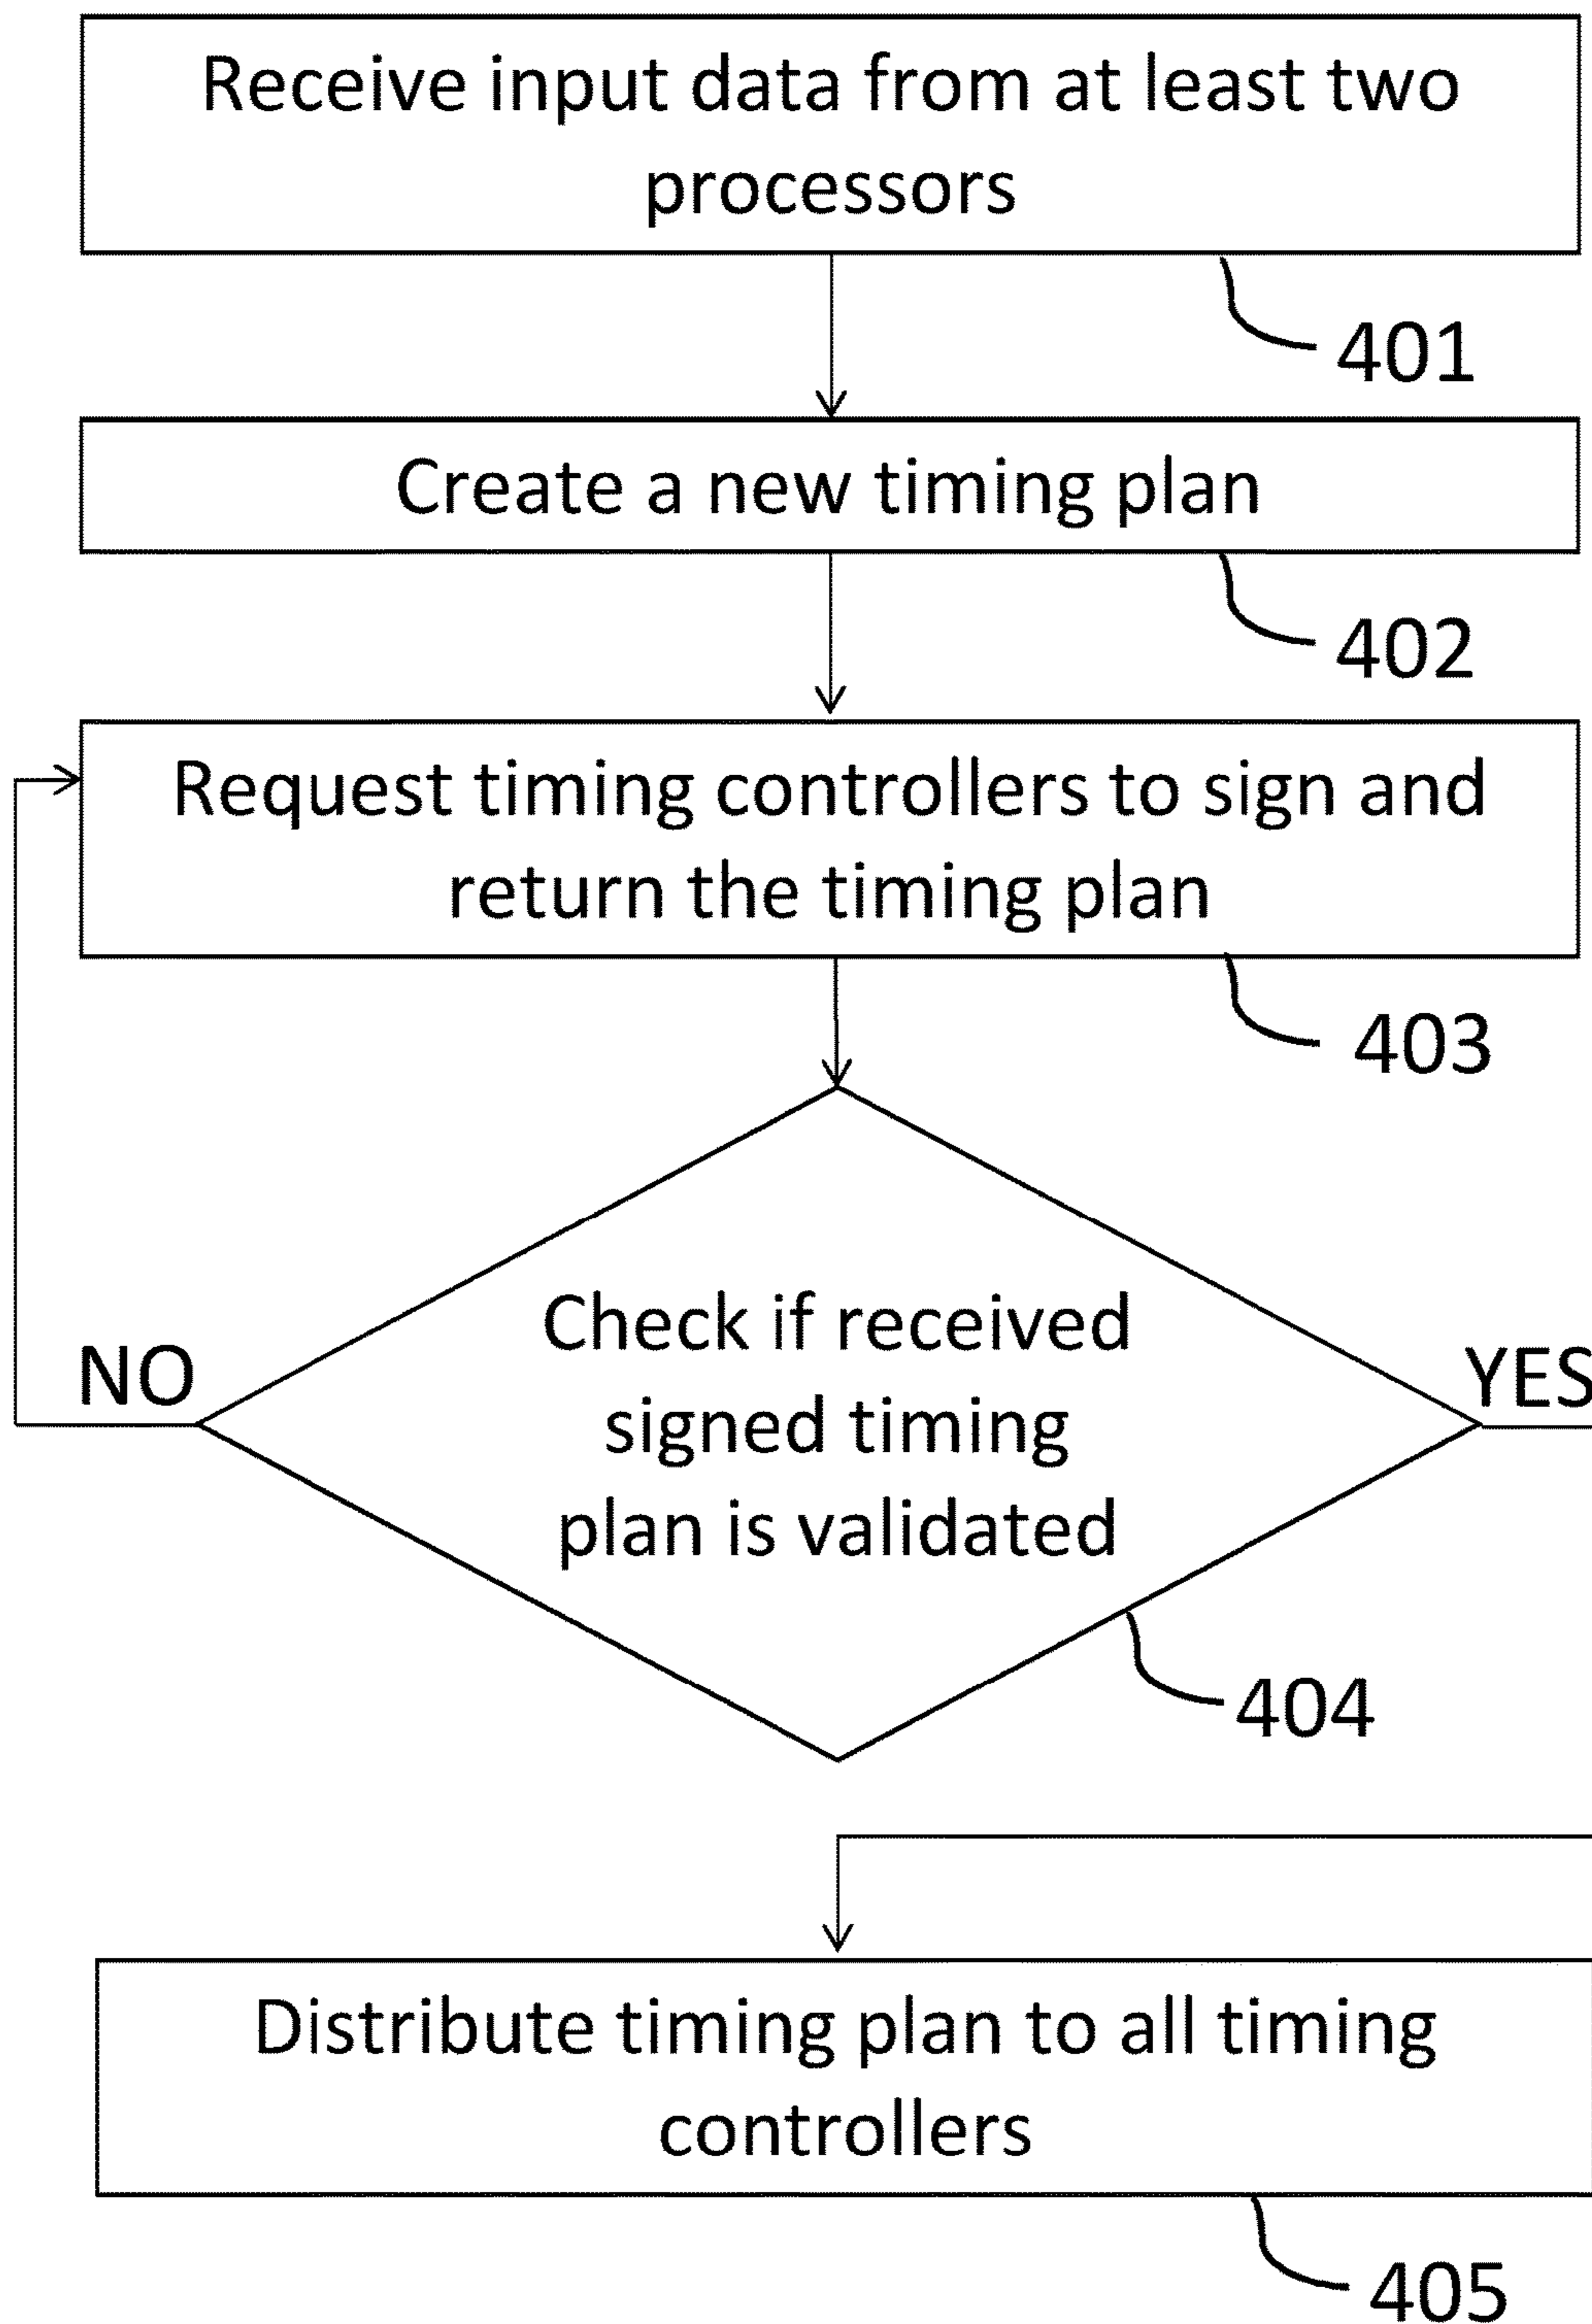 Receive input data from at least two
processors
401
Create a new timing plan
402
Request timing controllers to sign and
return the timing plan
403
Check if received
signed timing
plan is validated
NO
YES
404
Distribute timing plan to all timing
controllers
405